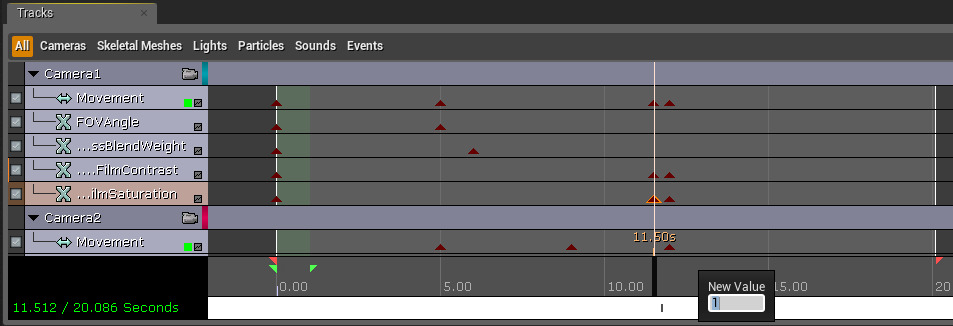 Tracks
All Cameras Skeletal Meshes Lights Particles Sounds Events
Camera1
Movement
FOVAngle
...ssBlendWeight
....FilmContrast
...ilmSaturation
Camera2
Movement
11.50s
0.00 5.00 10.00 15.00 20
New Value
1
11.512 / 20.086 Seconds